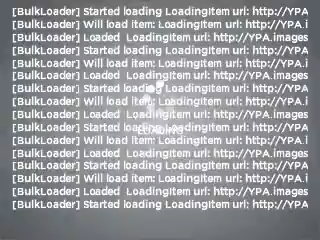 [BulkLoader] Started loading LoadingItem url: http://YPA
[BulkLoader] Will load item: LoadingItem url: http://YPA.i
[BulkLoader] Loaded LoadingItem url: http://YPA.images
[BulkLoader] Started loading LoadingItem url: http://YPA
[BulkLoader] Will load item: LoadingItem url: http://YPA.i
[BulkLoader] Loaded LoadingItem url: http://YPA.images
[BulkLoader] Started loading LoadingItem url: http://YPA
[BulkLoader] Will load item: LoadingItem url: http://YPA.i
[BulkLoader] Loaded LoadingItem url: http://YPA.images
[BulkLoader] Started loading LoadingItem url: http://YPA
LOADING
[BulkLoader] Will load item: LoadingItem url: http://YPA.i
[BulkLoader] Loaded LoadingItem url: http://YPA.images
[BulkLoader] Started loading LoadingItem url: http://YPA
[BulkLoader] Will load item: LoadingItem url: http://YPA.i
[BulkLoader] Loaded LoadingItem url: http://YPA.images
[BulkLoader] Started loading LoadingItem url: http://YPA